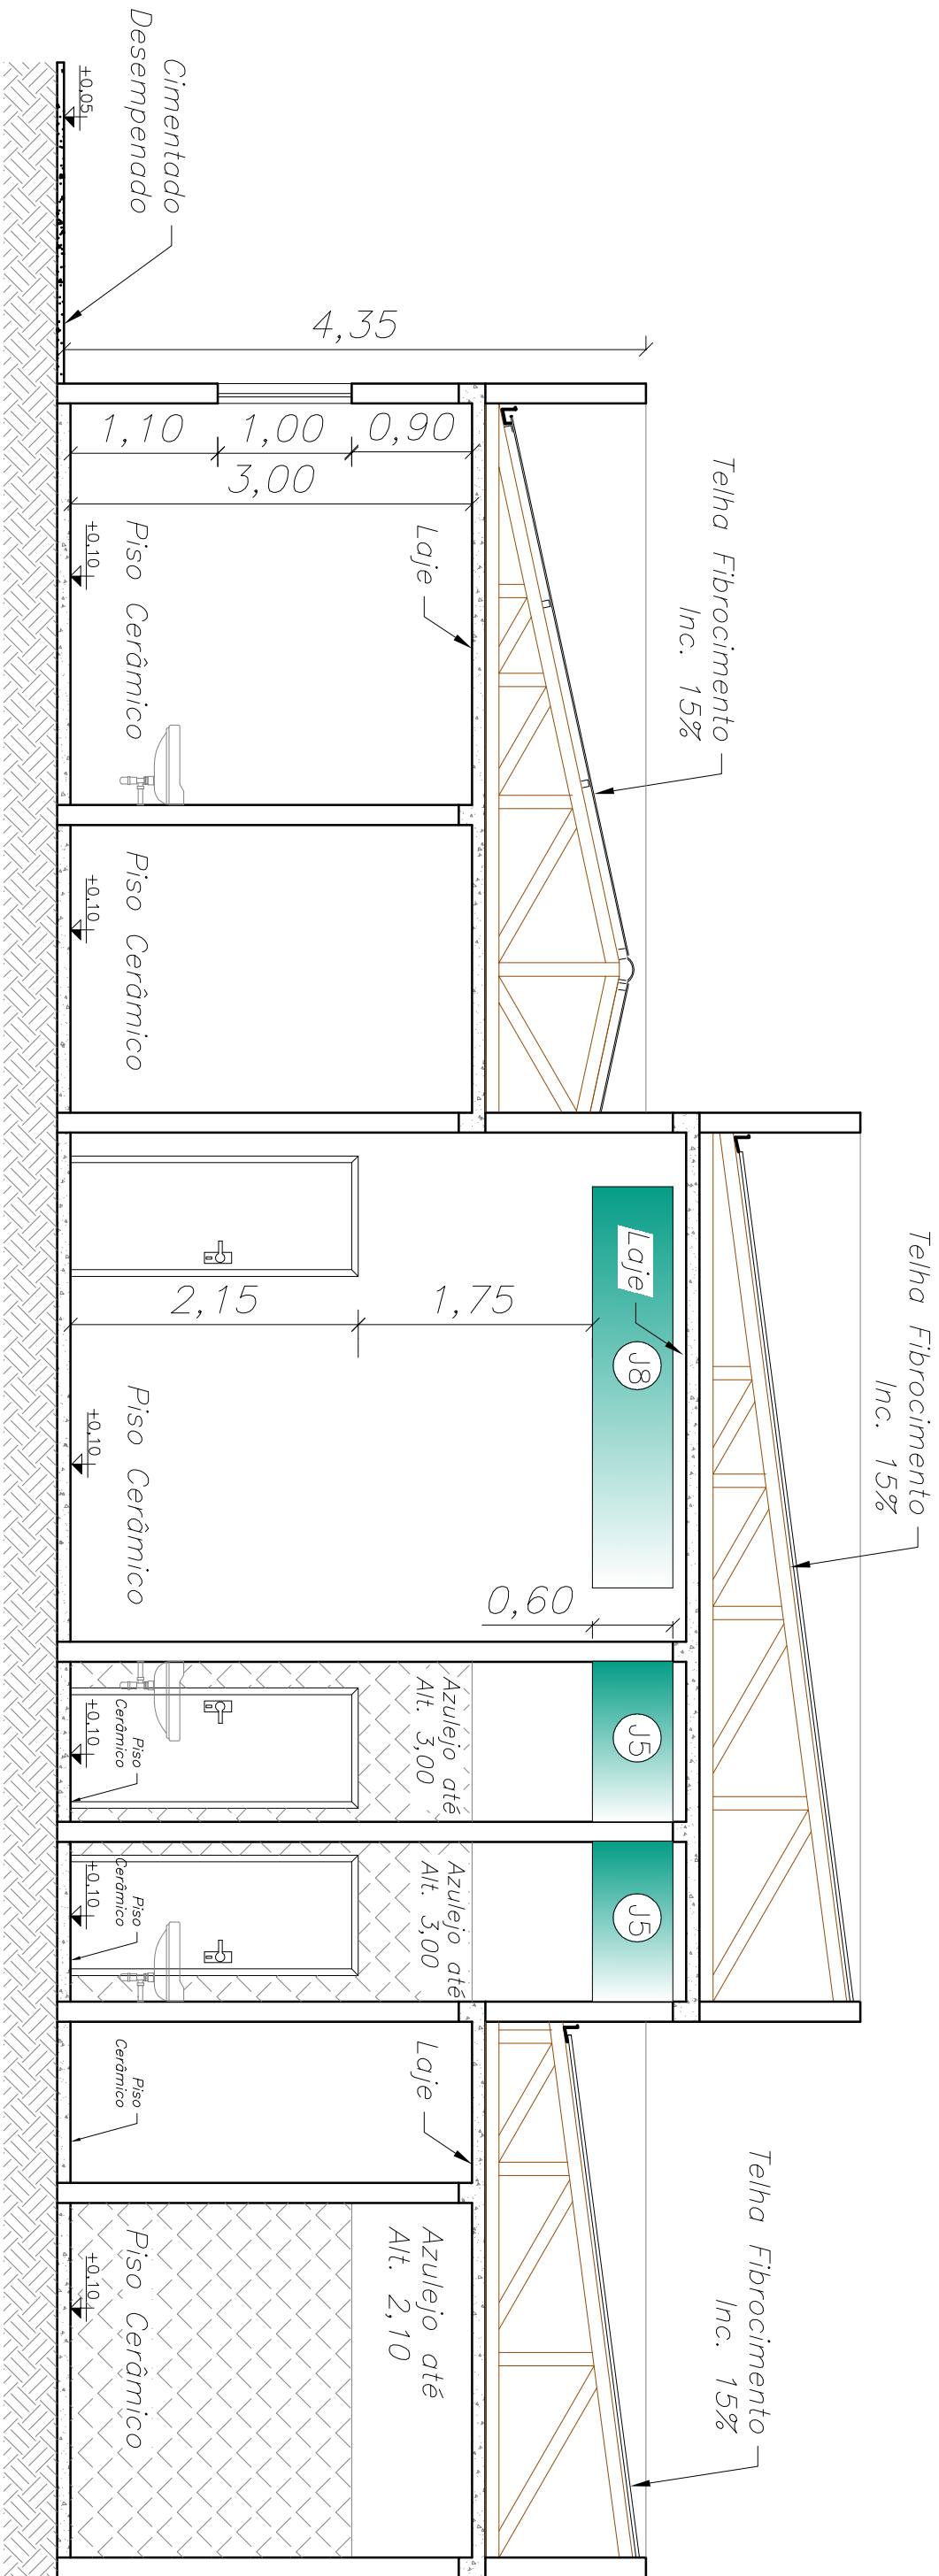 Telha Fibrocimento
Inc. 15%
Telha Fibrocimento
Inc. 15%
Telha Fibrocimento
Inc. 15%
Cimentado
Desempenado
+0,05
4,35
0,90
1,00
1,10
3,00
Laje
Piso Cerâmico
+0,10
Piso Cerâmico
+0,10
Laje
J8
2,15
1,75
0,60
Piso Cerâmico
+0,10
J5
Azulejo até
Alt. 3,00
Piso
Cerâmico
+0,10
J5
Azulejo até
Alt. 3,00
Piso
Cerâmico
+0,10
Laje
Piso
Cerâmico
Azulejo até
Alt. 2,10
Piso Cerâmico
+0,10